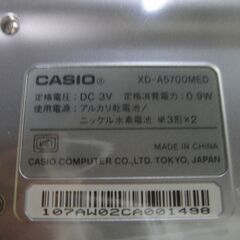 CASIO® XD-A5700MED
定格電圧：DC 3V 定格消費電力：0.9W
使用電源：アルカリ乾電池/
ニッケル水素電池 単3形×2
MADE IN CHINA
CASIO COMPUTER CO.,LTD. TOKYO, JAPAN
107AW02CA001498